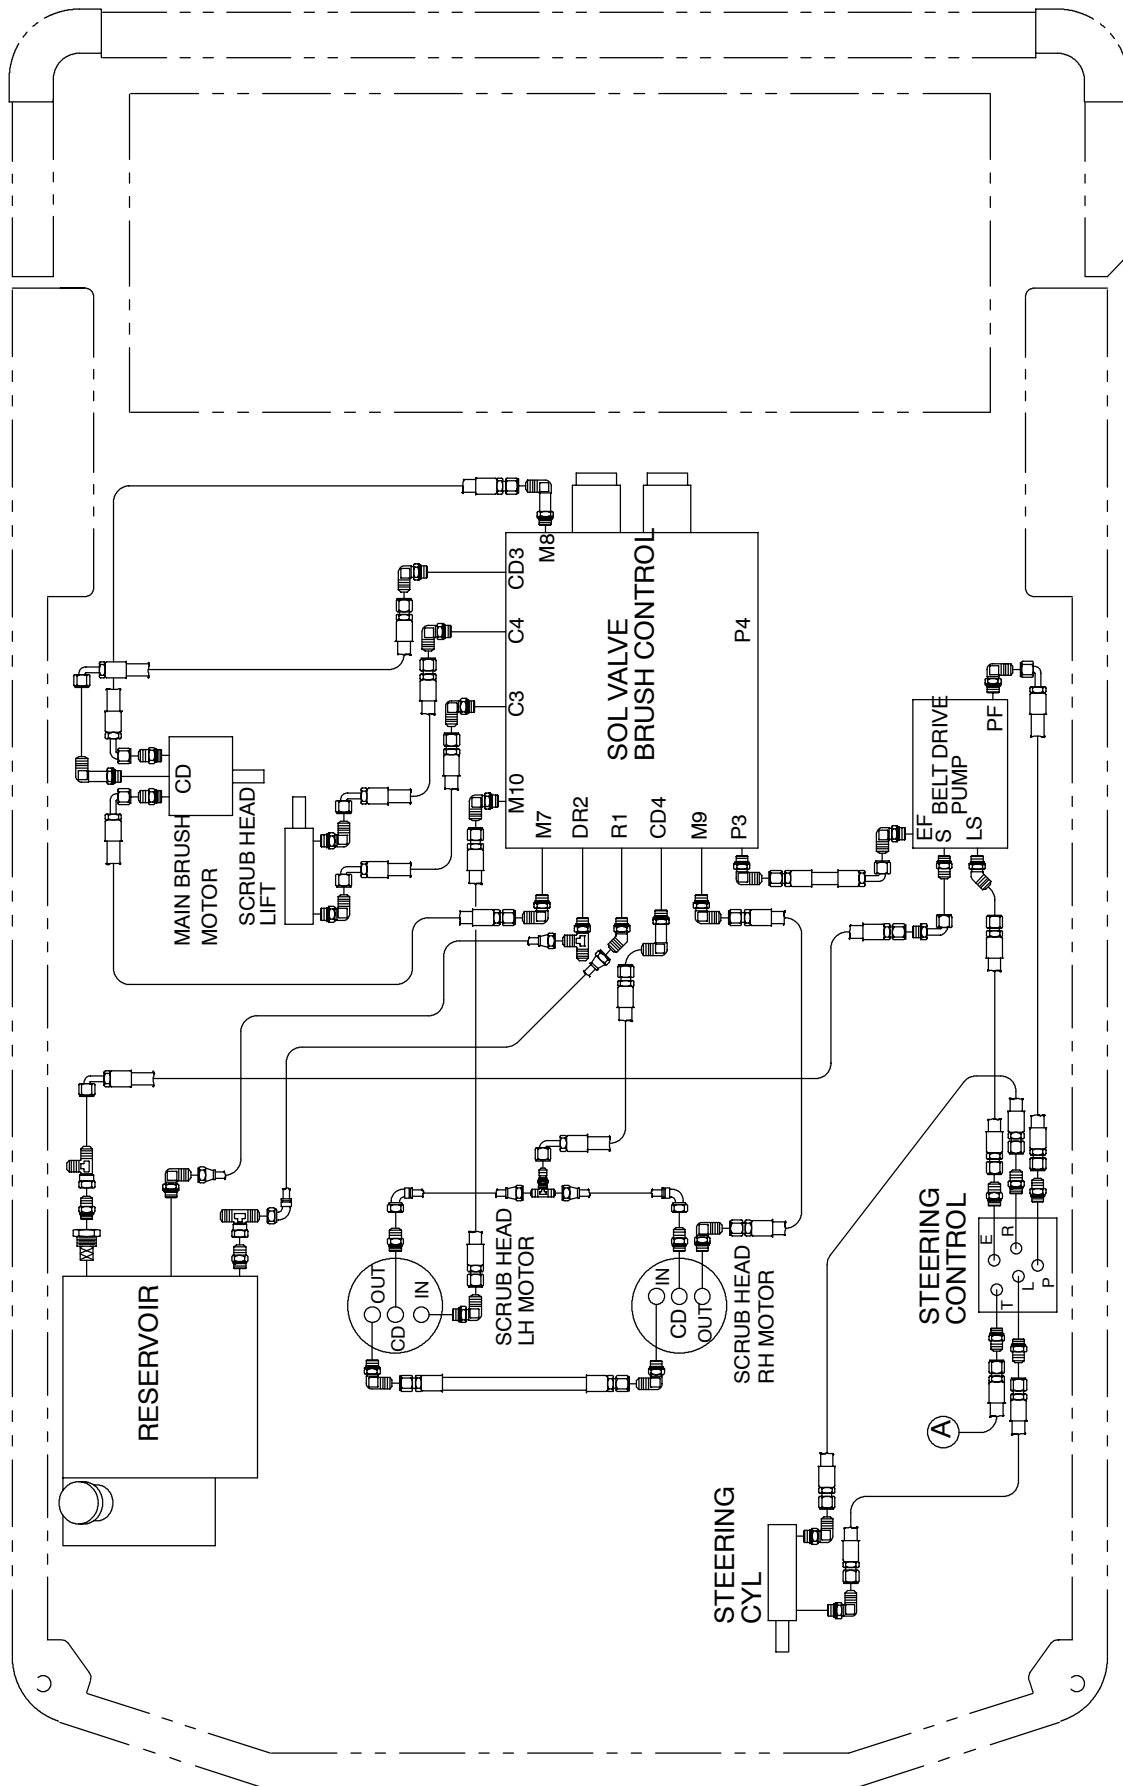 RESERVOIR
MAIN BRUSH
MOTOR
CD
SCRUB HEAD
LIFT
SOL VALVE
BRUSH CONTROL
M8
CD3
C4
C3
M10
M7
DR2
R1
CD4
M9
P3
P4
BELT DRIVE
PUMP
EF
S
LS
PF
SCRUB HEAD
LH MOTOR
OUT
CD
IN
SCRUB HEAD
RH MOTOR
IN
CD
OUT
STEERING
CONTROL
E
R
T
L
P
A
STEERING
CYL